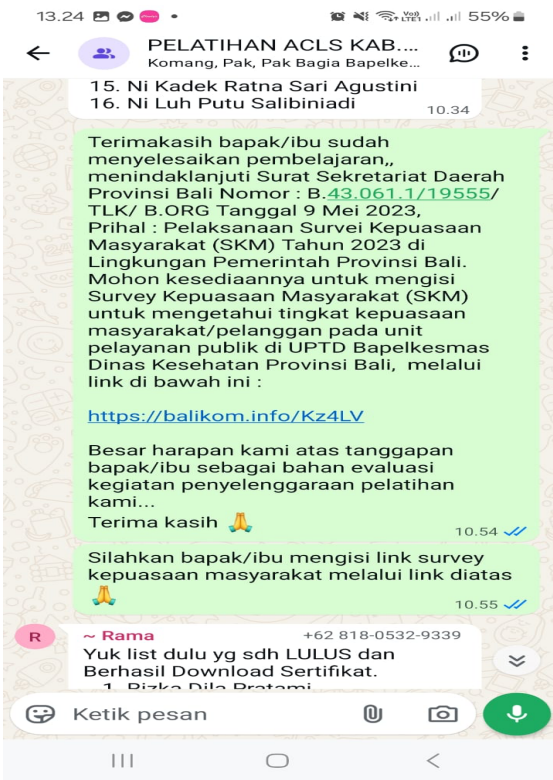 13.24 55%
PELATIHAN ACLS KAB....
Komang, Pak, Pak Bagia Bapelke...
15. Ni Kadek Ratna Sari Agustini
16. Ni Luh Putu Salibiniadi
10.34
Terimakasih bapak/ibu sudah
menyelesaikan pembelajaran,,
menindaklanjuti Surat Sekretariat Daerah
Provinsi Bali Nomor : B.43.061.1/19555/
TLK/ B.ORG Tanggal 9 Mei 2023,
Prihal : Pelaksanaan Survei Kepuasaan
Masyarakat (SKM) Tahun 2023 di
Lingkungan Pemerintah Provinsi Bali.
Mohon kesediaannya untuk mengisi
Survey Kepuasaan Masyarakat (SKM)
untuk mengetahui tingkat kepuasaan
masyarakat/pelanggan pada unit
pelayanan publik di UPTD Bapelkesmas
Dinas Kesehatan Provinsi Bali, melalui
link di bawah ini :
https://balikom.info/Kz4LV
Besar harapan kami atas tanggapan
bapak/ibu sebagai bahan evaluasi
kegiatan penyelenggaraan pelatihan
kami...
Terima kasih 🙏
10.54
Silahkan bapak/ibu mengisi link survey
kepuasaan masyarakat melalui link diatas
🙏
10.55
R ~ Rama +62 818-0532-9339
Yuk list dulu yg sdh LULUS dan
Berhasil Download Sertifikat.
1. Rizka Dila Pratami
Ketik pesan